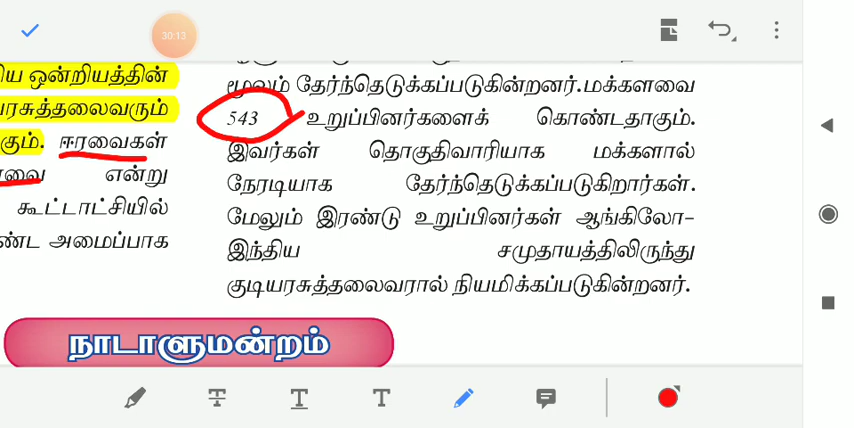 30:13
ய ஒன்றியத்தின்
ரசுத்தலைவரும்
கும். ஈரவைகள்
வை என்று
கூட்டாட்சியில்
ண்ட அமைப்பாக
மூலம் தேர்ந்தெடுக்கப்படுகின்றனர்.மக்களவை
543 உறுப்பினர்களைக் கொண்டதாகும்.
இவர்கள் தொகுதிவாரியாக மக்களால்
நேரடியாக தேர்ந்தெடுக்கப்படுகிறார்கள்.
மேலும் இரண்டு உறுப்பினர்கள் ஆங்கிலோ-
இந்திய சமுதாயத்திலிருந்து
குடியரசுத்தலைவரால் நியமிக்கப்படுகின்றனர்.
நாடாளுமன்றம்